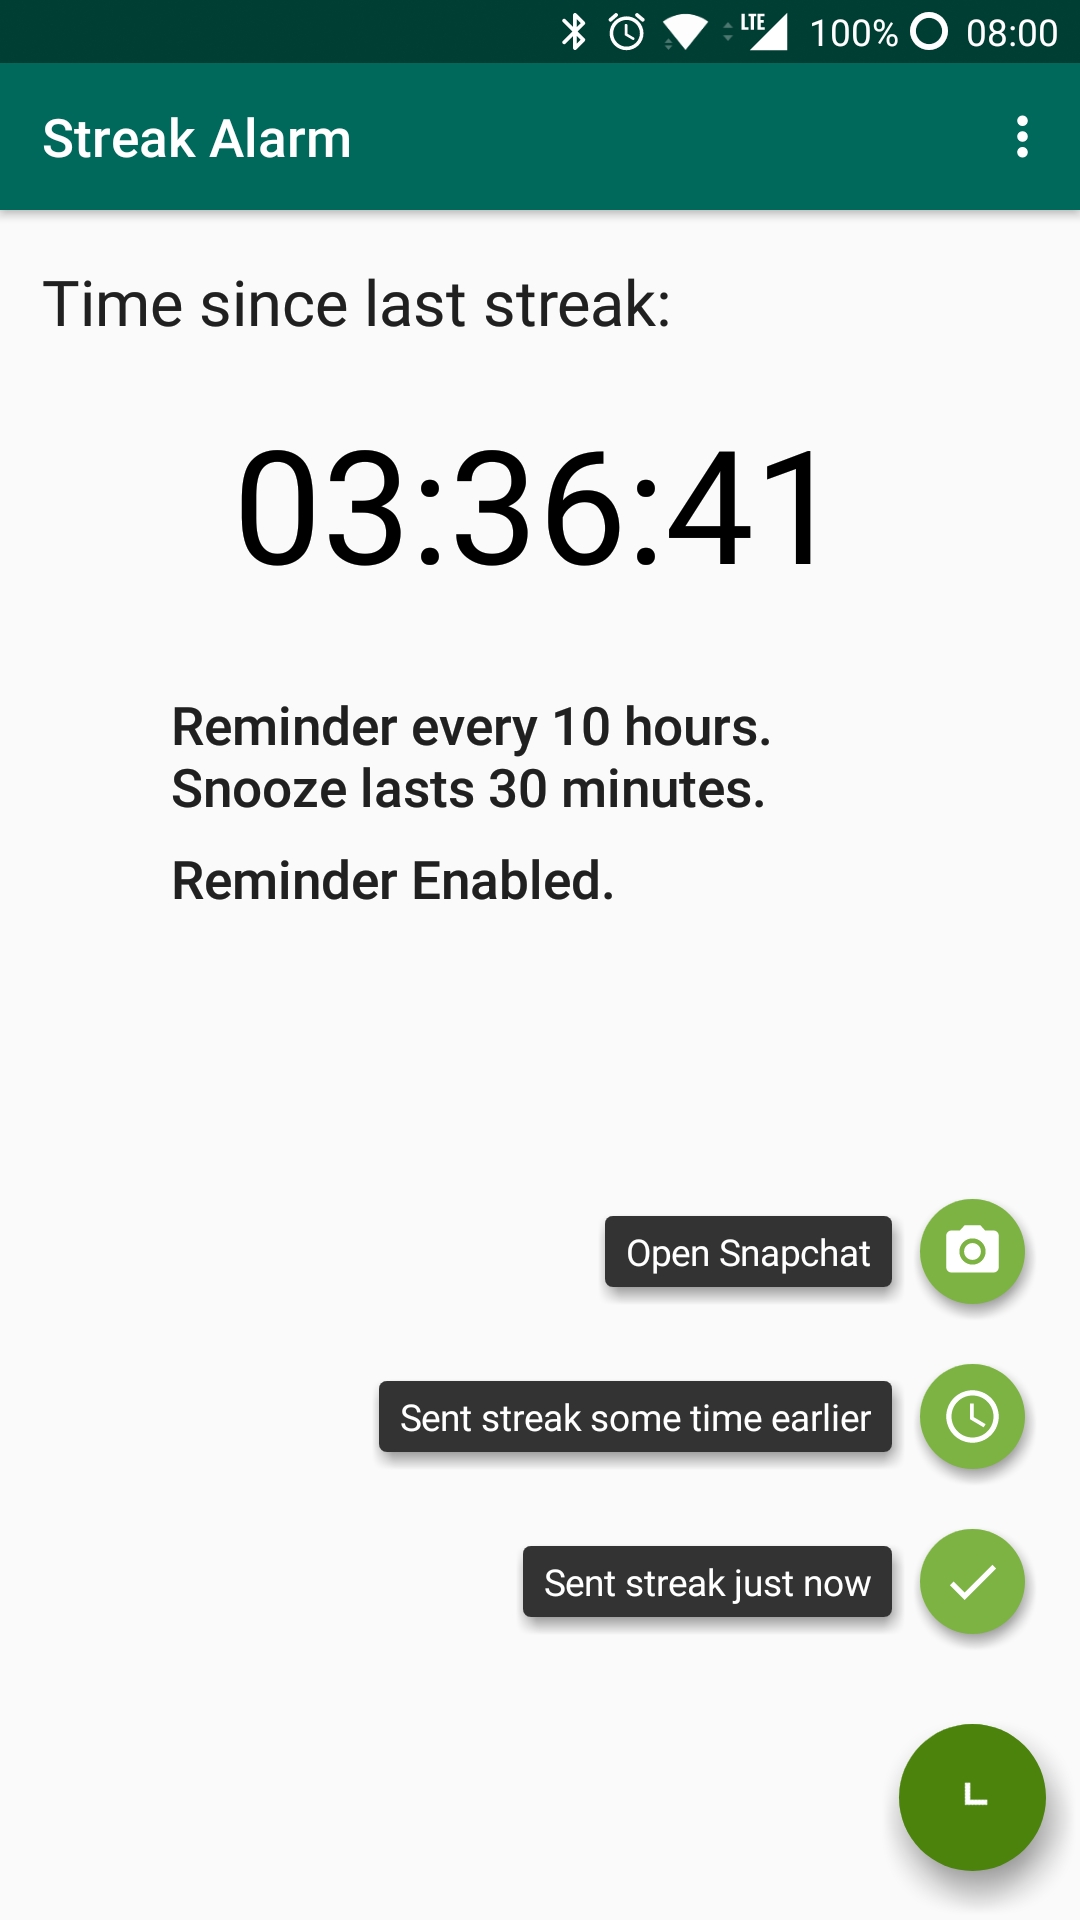 LTE 100% 08:00
Streak Alarm
Time since last streak:
03:36:41
Reminder every 10 hours.
Snooze lasts 30 minutes.
Reminder Enabled.
Open Snapchat
Sent streak some time earlier
Sent streak just now